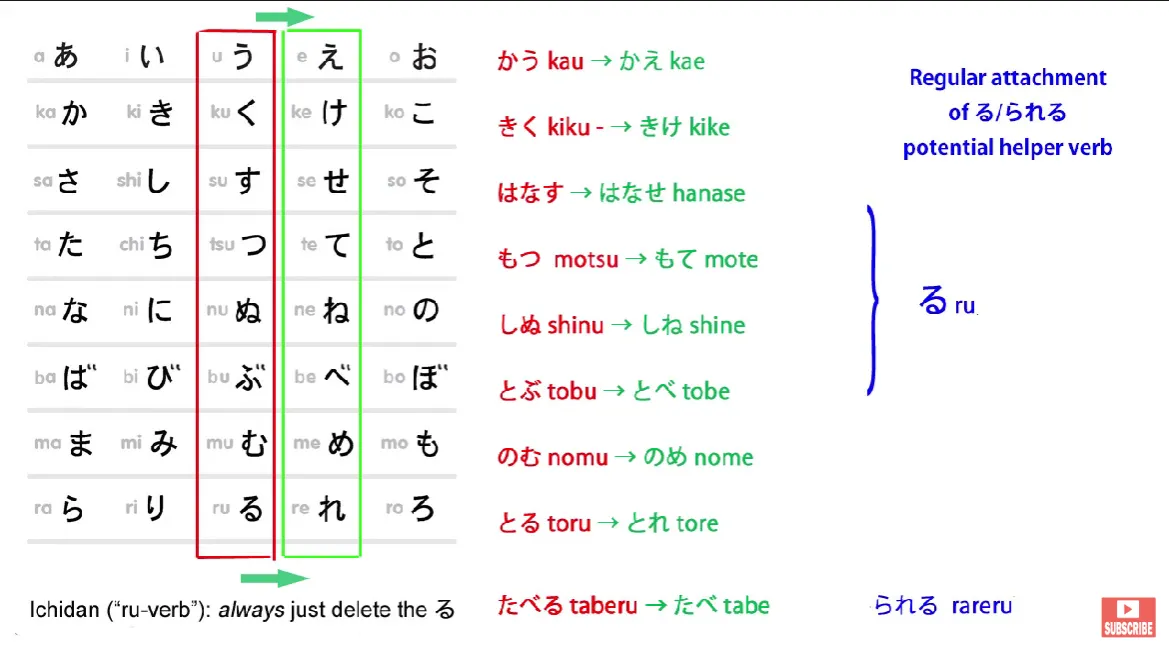 a あ i い u う e え o お
ka か ki き ku く ke け ko こ
sa さ shi し su す se せ so そ
ta た chi ち tsu つ te て to と
na な ni に nu ぬ ne ね no の
ba ば bi び bu ぶ be べ bo ぼ
ma ま mi み mu む me め mo も
ra ら ri り ru る re れ ro ろ
Ichidan ("ru-verb"): always just delete the る
かう kau → かえ kae
きく kiku - → きけ kike
はなす → はなせ hanase
もつ motsu → もて mote
しぬ shinu → しね shine
とぶ tobu → とべ tobe
のむ nomu → のめ nome
とる toru → とれ tore
たべる taberu → たべ tabe
Regular attachment
of る/られる
potential helper verb
る ru
られる rareru
SUBSCRIBE